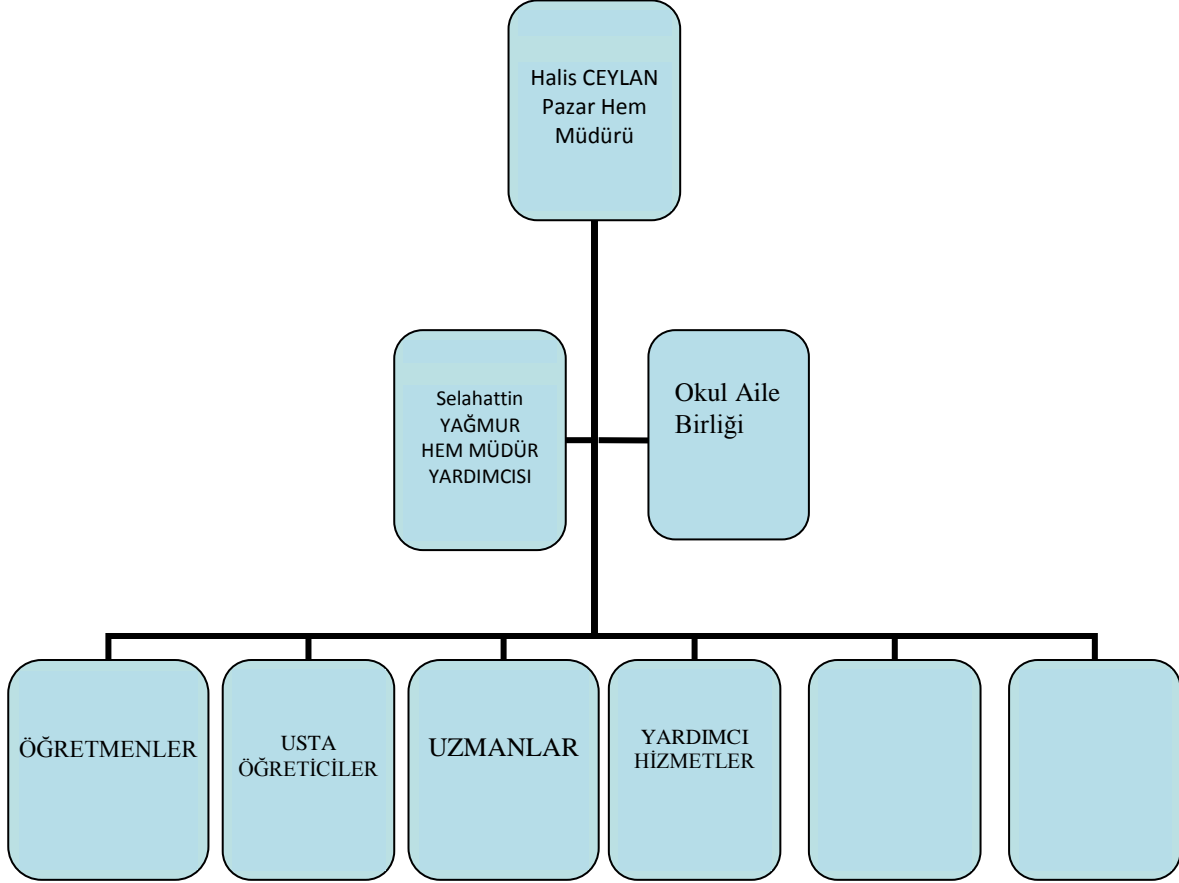 Halis CEYLAN
Pazar Hem
Müdürü
Selahattin
YAĞMUR
HEM MÜDÜR
YARDIMCISI
Okul Aile
Birliği
ÖĞRETMENLER
USTA
ÖĞRETİCİLER
UZMANLAR
YARDIMCI
HİZMETLER